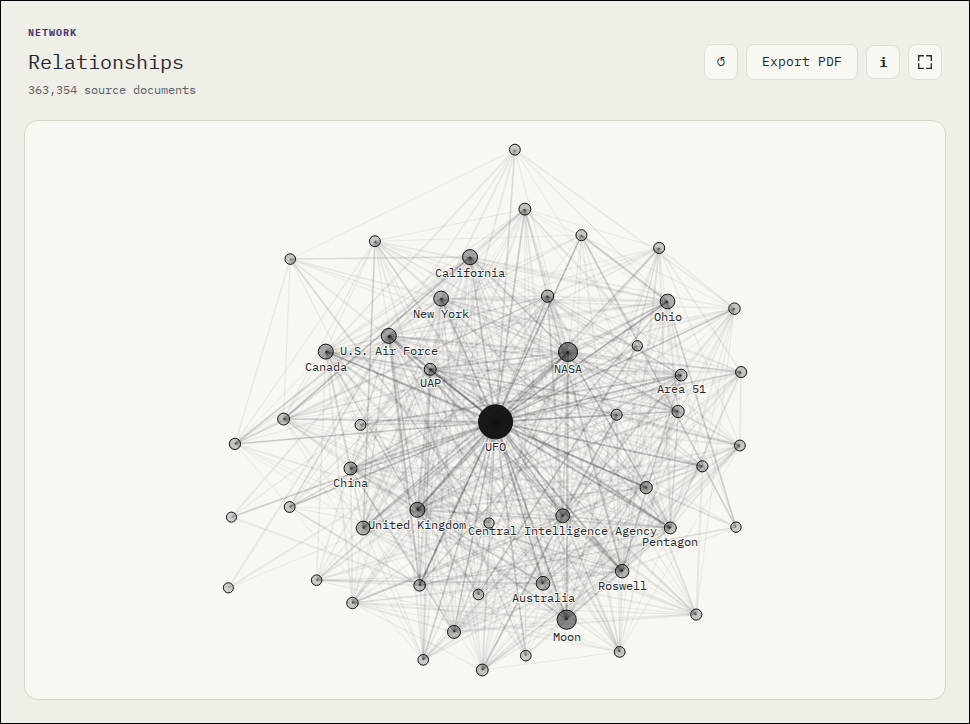 NETWORK
Relationships
363,354 source documents
Export PDF
i
California
New York
Ohio
U.S. Air Force
Canada
NASA
UAP
Area 51
UFO
China
United Kingdom
Central Intelligence Agency
Pentagon
Roswell
Australia
Moon